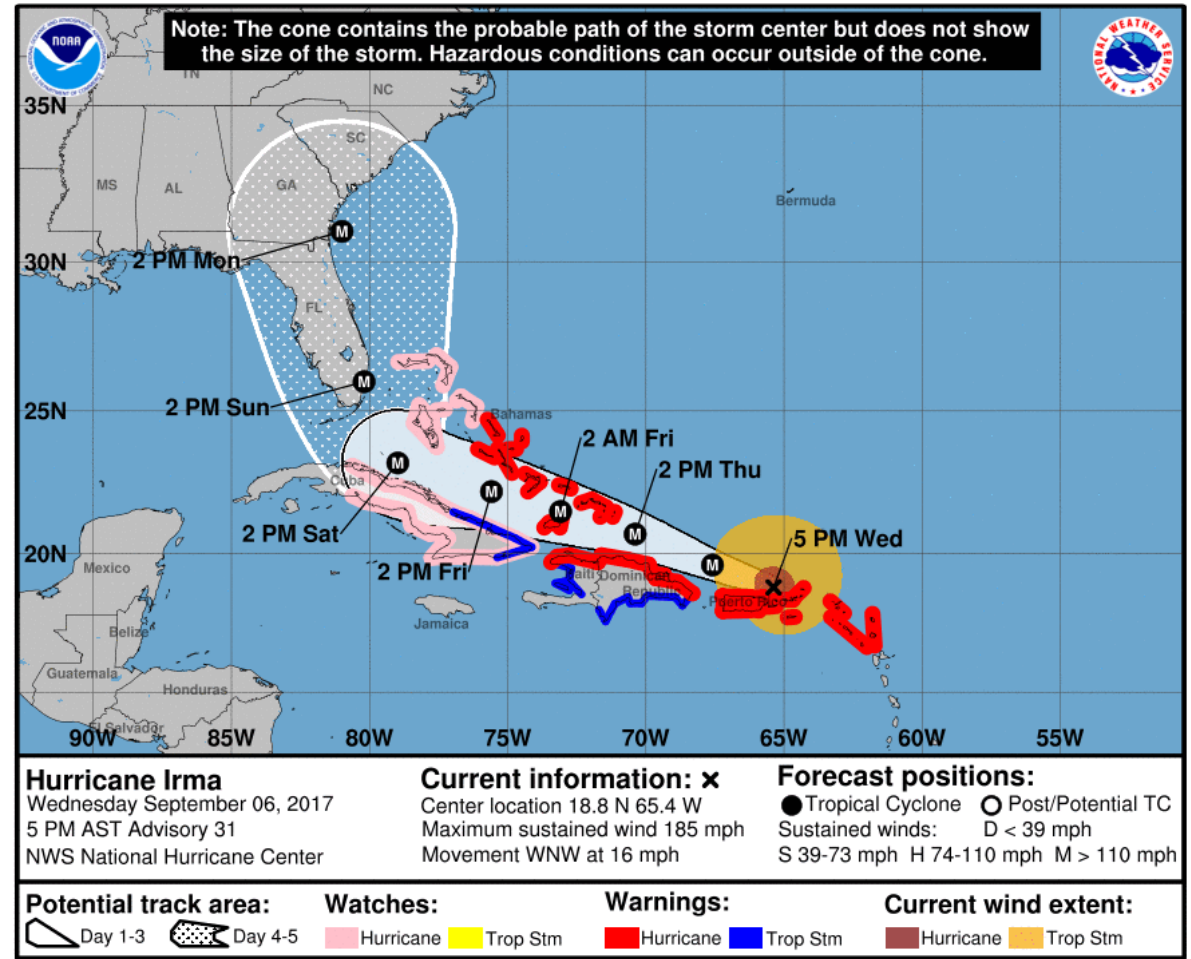 Note: The cone contains the probable path of the storm center but does not show
the size of the storm. Hazardous conditions can occur outside of the cone.
NOAA
NATIONAL WEATHER SERVICE
TN
NC
35N
SC
MS
AL
GA
Bermuda
2 PM Mon
30N
FL
2 PM Sun
25N
Bahamas
2 AM Fri
2 PM Thu
Cuba
2 PM Sat
20N
5 PM Wed
2 PM Fri
Mexico
Haiti
Dominican
Republic
Puerto Rico
Jamaica
Belize
Guatemala
Honduras
El Salvador
90W 85W 80W 75W 70W 65W 60W 55W
M
M
M
M
M
M
M
Hurricane Irma
Wednesday September 06, 2017
5 PM AST Advisory 31
NWS National Hurricane Center
Current information: x
Center location 18.8 N 65.4 W
Maximum sustained wind 185 mph
Movement WNW at 16 mph
Forecast positions:
Tropical Cyclone Post/Potential TC
Sustained winds: D < 39 mph
S 39-73 mph H 74-110 mph M > 110 mph
Potential track area:
Day 1-3 Day 4-5
Watches:
Hurricane Trop Stm
Warnings:
Hurricane Trop Stm
Current wind extent:
Hurricane Trop Stm